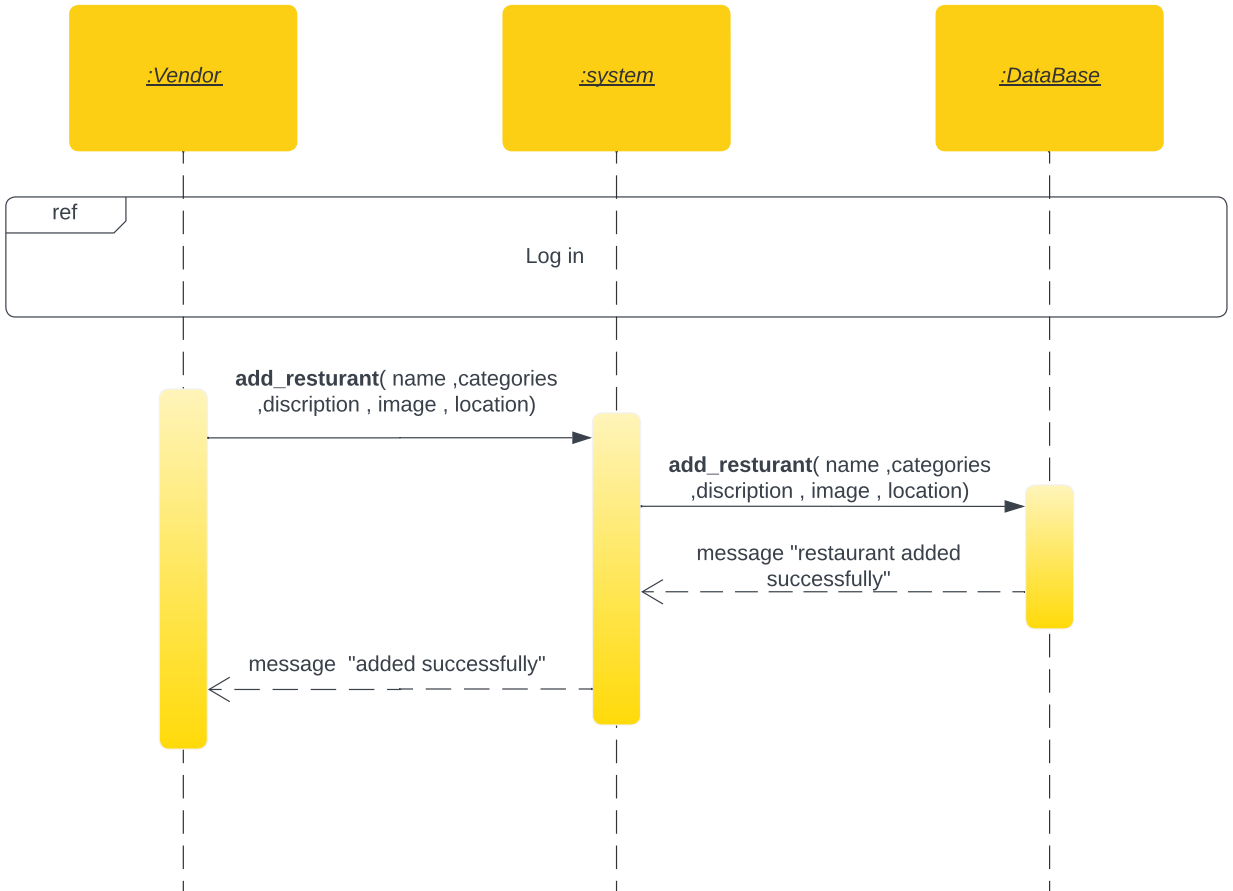 :Vendor
:system
:DataBase
ref
Log in
add_resturant( name ,categories
,discription , image , location)
add_resturant( name ,categories
,discription , image , location)
message "restaurant added
successfully"
message  "added successfully"